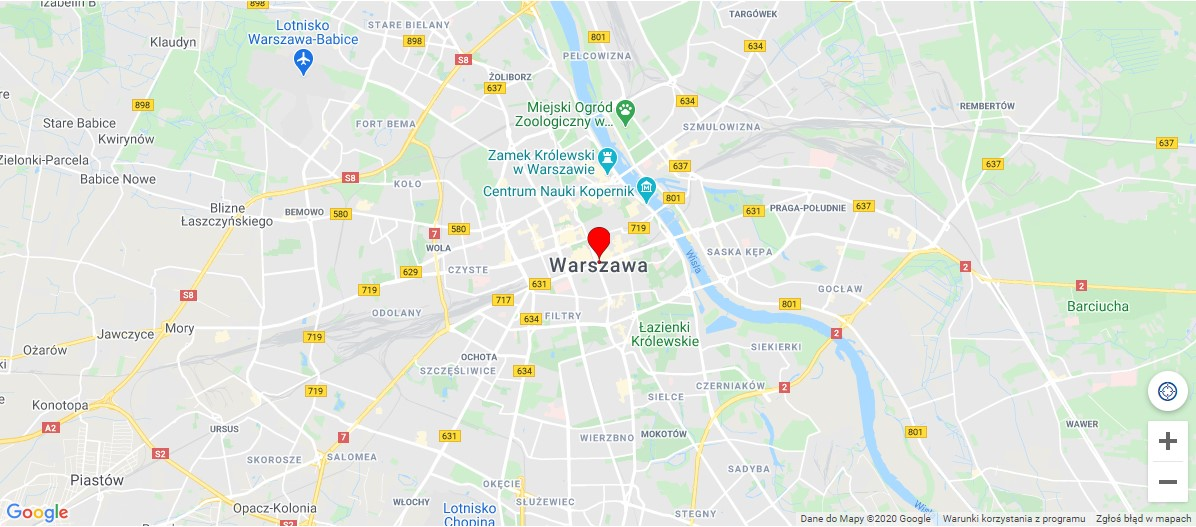 Izabelin B
898
Lotnisko
Warszawa-Babice
STARE BIELANY
TARGÓWEK
Klaudyn
898
801
634
PELCOWIZNA
S8
ŻOLIBORZ
637
898
Miejski Ogród
Zoologiczny w...
634
REMBERTÓW
Stare Babice
FORT BEMA
SZMULOWIZNA
Kwirynów
637
Zielonki-Parcela
Zamek Królewski
w Warszawie
637
637
Babice Nowe
S8
KOŁO
Centrum Nauki Kopernik
801
Blizne
Łaszczyńskiego
BEMOWO
580
631
PRAGA-POŁUDNIE
637
7
580
719
WOLA
SASKA KĘPA
Wisła
Warszawa
629
CZYSTE
2
631
2
719
GOCŁAW
S8
717
801
Barciucha
ODOLANY
634
FILTRY
Jawczyce
Mory
719
Łazienki
Królewskie
2
Ożarów
OCHOTA
SIEKIERKI
SZCZĘŚLIWICE
634
719
CZERNIAKÓW
2
SIELCE
Konotopa
A2
URSUS
7
631
WIERZBNO
MOKOTÓW
801
WAWER
S2
SKOROSZE
SALOMEA
SADYBA
Piastów
OKĘCIE
WŁOCHY
SŁUŻEWIEC
Opacz-Kolonia
Lotnisko
Chopina
STEGNY
S2
Google
Dane do Mapy ©2020 Google
Warunki korzystania z programu
Zgłoś błąd w mapach